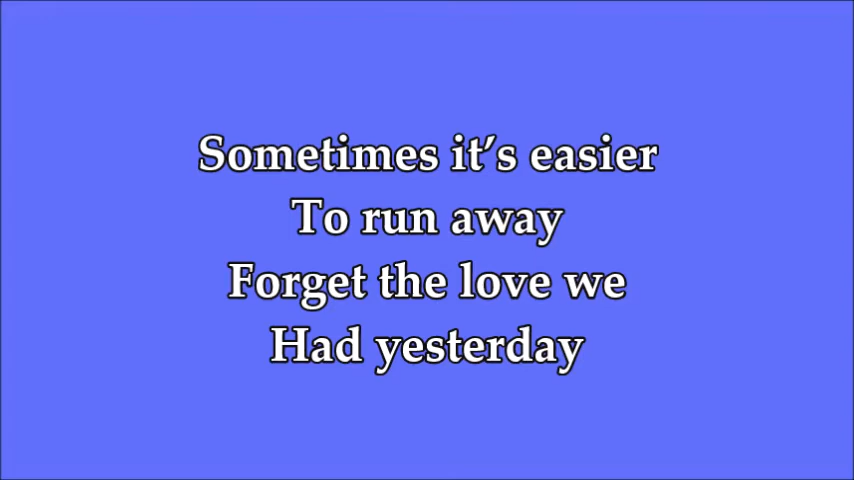 Sometimes it’s easier
To run away
Forget the love we
Had yesterday